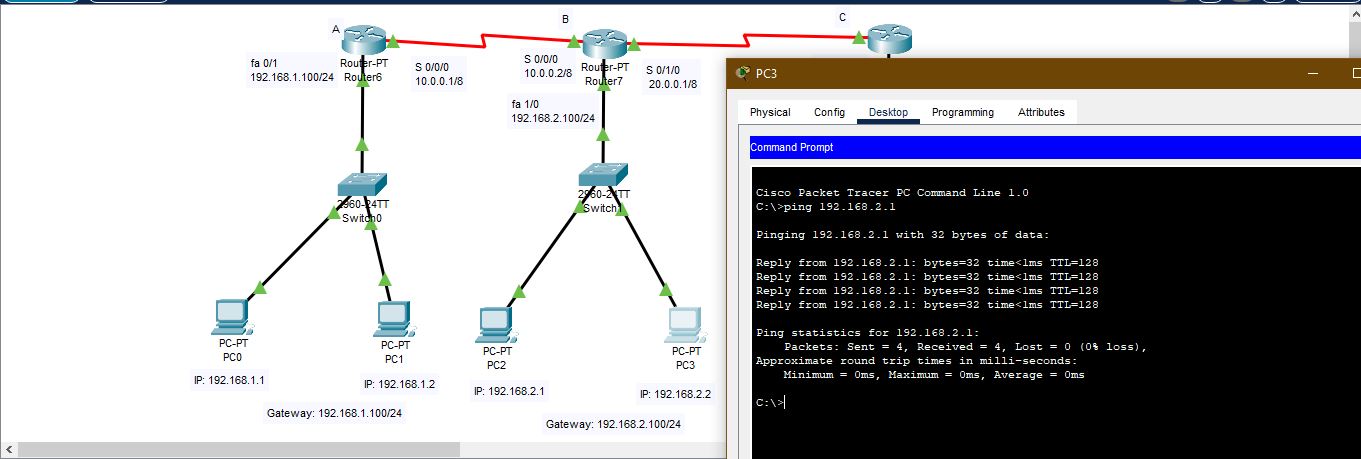 A
B
C
fa 0/1
192.168.1.100/24
Router-PT
Router6
S 0/0/0
10.0.0.1/8
S 0/0/0
10.0.0.2/8
Router-PT
Router7
S 0/1/0
20.0.0.1/8
fa 1/0
192.168.2.100/24
2960-24TT
Switch0
2960-24TT
Switch1
PC-PT
PC0
PC-PT
PC1
PC-PT
PC2
PC-PT
PC3
IP: 192.168.1.1
IP: 192.168.1.2
IP: 192.168.2.1
IP: 192.168.2.2
Gateway: 192.168.1.100/24
Gateway: 192.168.2.100/24
PC3
Physical Config Desktop Programming Attributes
Command Prompt
Cisco Packet Tracer PC Command Line 1.0
C:\>ping 192.168.2.1
Pinging 192.168.2.1 with 32 bytes of data:
Reply from 192.168.2.1: bytes=32 time<1ms TTL=128
Reply from 192.168.2.1: bytes=32 time<1ms TTL=128
Reply from 192.168.2.1: bytes=32 time<1ms TTL=128
Reply from 192.168.2.1: bytes=32 time<1ms TTL=128
Ping statistics for 192.168.2.1:
Packets: Sent = 4, Received = 4, Lost = 0 (0% loss),
Approximate round trip times in milli-seconds:
Minimum = 0ms, Maximum = 0ms, Average = 0ms
C:\>